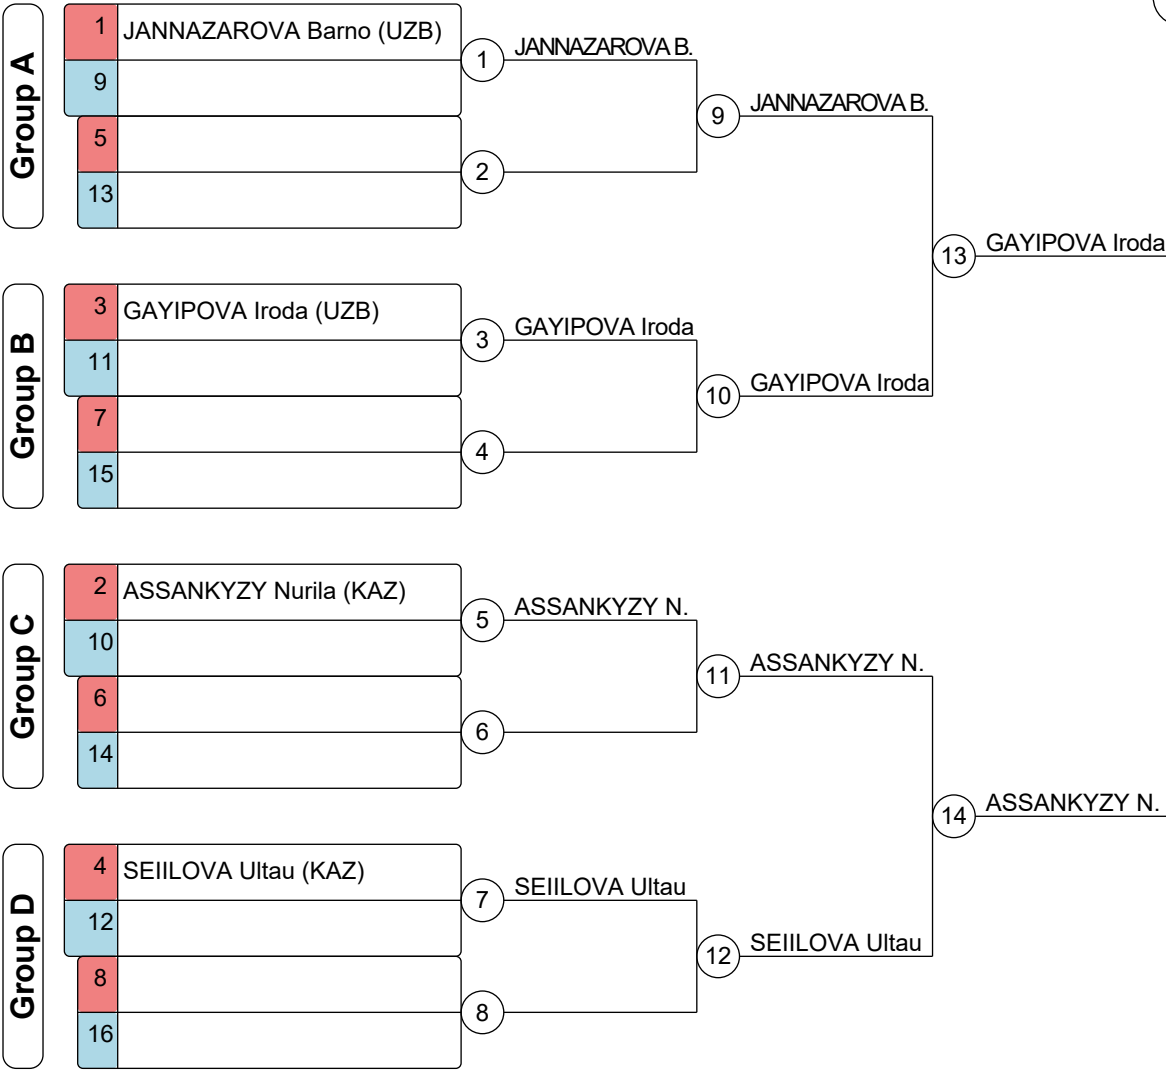 Group A
1 JANNAZAROVA Barno (UZB)
9
5
13
1 JANNAZAROVA B.
2
9 JANNAZAROVA B.
Group B
3 GAYIPOVA Iroda (UZB)
11
7
15
3 GAYIPOVA Iroda
4
10 GAYIPOVA Iroda
13 GAYIPOVA Iroda
Group C
2 ASSANKYZY Nurila (KAZ)
10
6
14
5 ASSANKYZY N.
6
11 ASSANKYZY N.
Group D
4 SEIILOVA Ultau (KAZ)
12
8
16
7 SEIILOVA Ultau
8
12 SEIILOVA Ultau
14 ASSANKYZY N.